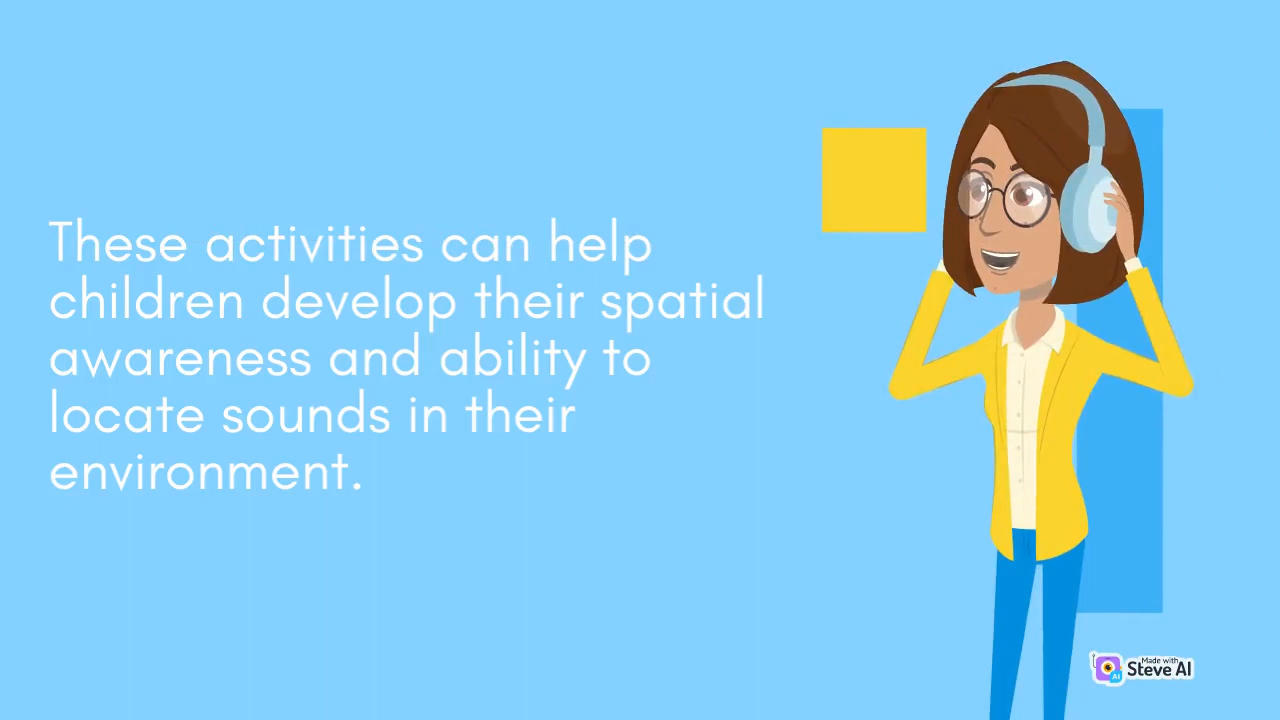 These activities can help
children develop their spatial
awareness and ability to
locate sounds in their
environment.
Made with
Steve AI
AI